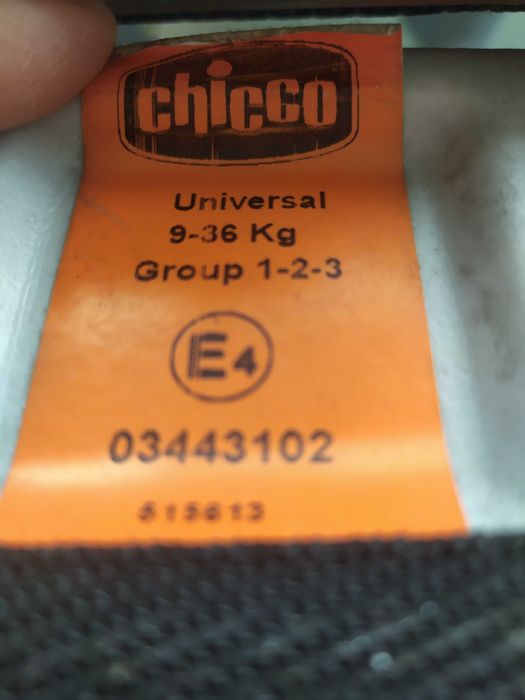 chicco
Universal
9-36 Kg
Group 1-2-3
E4
03443102
515613